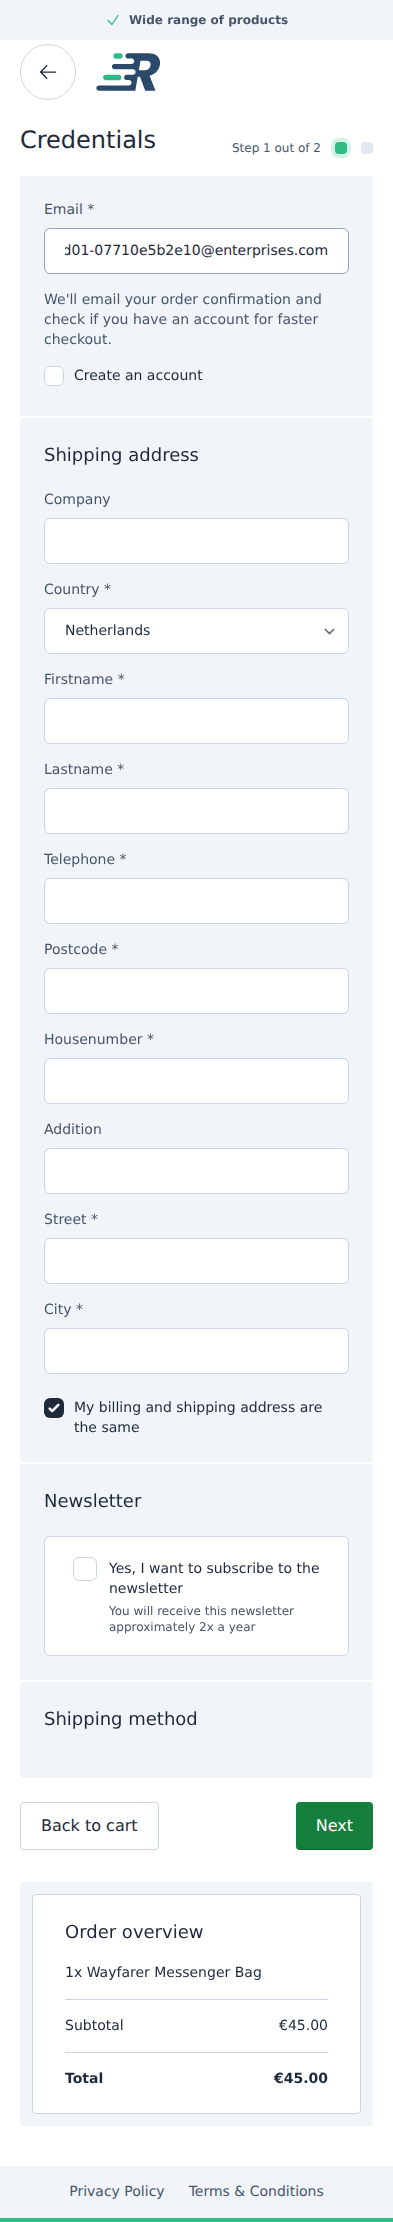 Wide range of products
Credentials
Step 1 out of 2
Email *
d01-07710e5b2e10@enterprises.com
We'll email your order confirmation and
check if you have an account for faster
checkout.
Create an account
Shipping address
Company
Country *
Netherlands
Firstname *
Lastname *
Telephone *
Postcode *
Housenumber *
Addition
Street *
City *
My billing and shipping address are
the same
Newsletter
Yes, I want to subscribe to the
newsletter
You will receive this newsletter
approximately 2x a year
Shipping method
Back to cart
Next
Order overview
1x Wayfarer Messenger Bag
Subtotal €45.00
Total €45.00
Privacy Policy Terms & Conditions